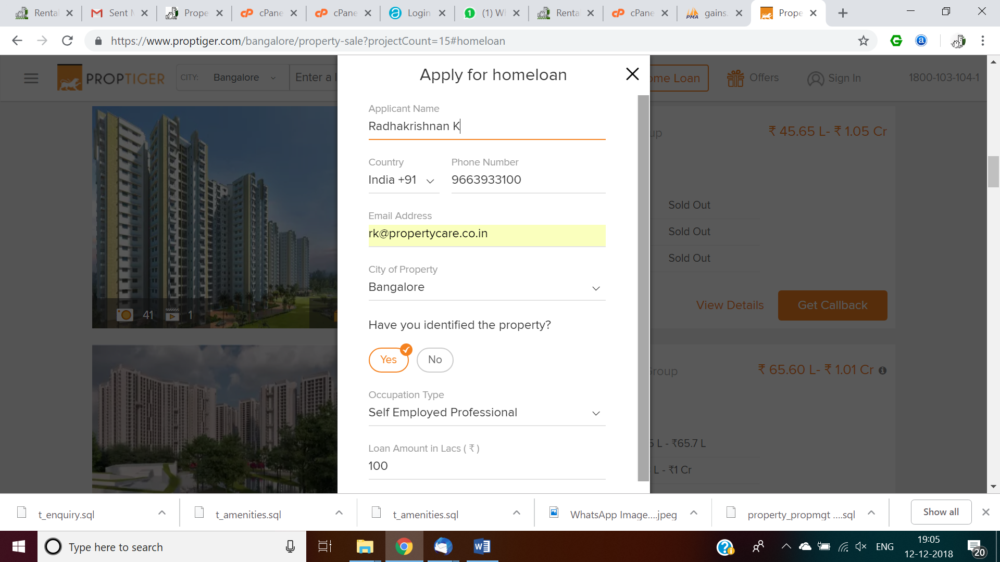 Rental
Sent M
Prope
cPane
cPane
Login
(1) W
Rental
cPane
gains.
Prope
https://www.proptiger.com/bangalore/property-sale?projectCount=15#homeloan
PROPTIGER
CITY:
Bangalore
Enter a l
ome Loan
Offers
Sign In
1800-103-104-1
Apply for homeloan
Applicant Name
Radhakrishnan K
Country
Phone Number
India +91
9663933100
Email Address
rk@propertycare.co.in
City of Property
Bangalore
Have you identified the property?
Yes
No
Occupation Type
Self Employed Professional
Loan Amount in Lacs ( ₹ )
100
41
1
up
₹ 45.65 L- ₹ 1.05 Cr
Sold Out
Sold Out
Sold Out
View Details
Get Callback
Group
₹ 65.60 L- ₹ 1.01 Cr
5 L - ₹65.7 L
L - ₹1 Cr
t_enquiry.sql
t_amenities.sql
t_amenities.sql
WhatsApp Image....jpeg
property_propmgt ....sql
Show all
Type here to search
ENG
19:05
12-12-2018
20